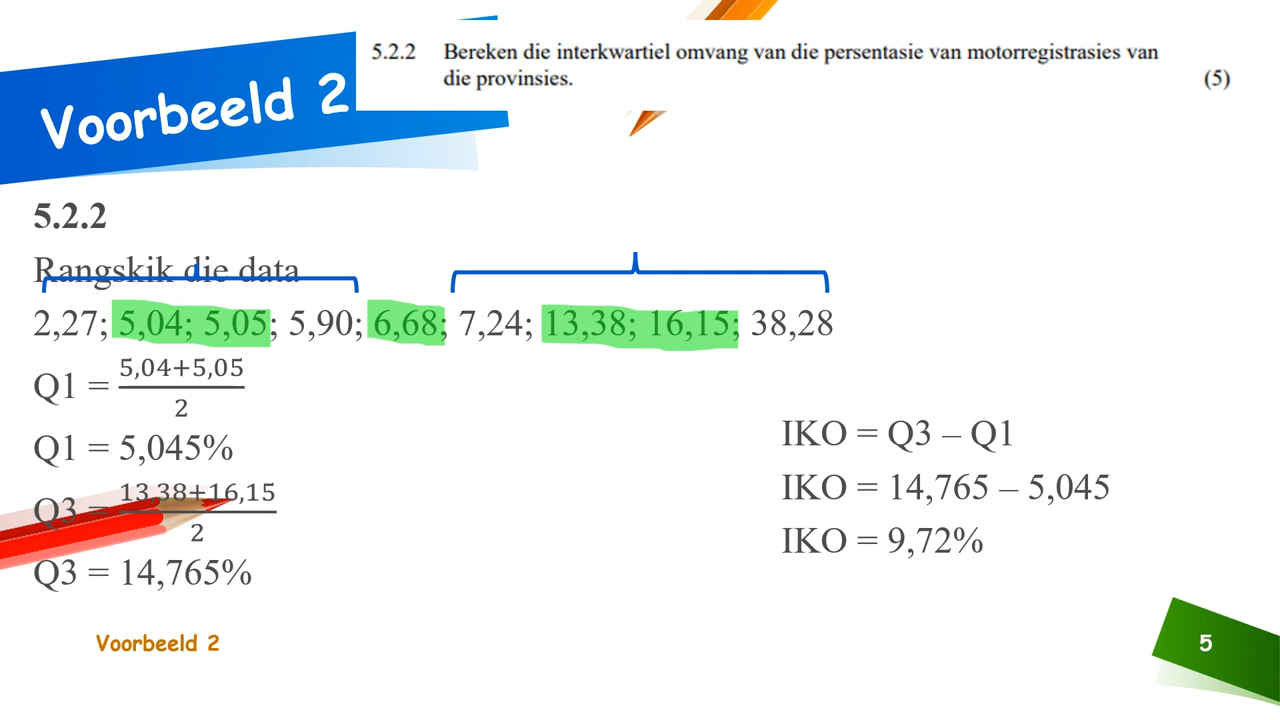 5.2.2 Bereken die interkwartiel omvang van die persentasie van motorregistrasies van
die provinsies. (5)
Voorbeeld 2
5.2.2
Rangskik die data
2,27; 5,04; 5,05; 5,90; 6,68; 7,24; 13,38; 16,15; 38,28
Q1 = \frac{5,04+5,05}{2}
Q1 = 5,045%
Q3 = \frac{13,38+16,15}{2}
Q3 = 14,765%
IKO = Q3 – Q1
IKO = 14,765 – 5,045
IKO = 9,72%
Voorbeeld 2
5